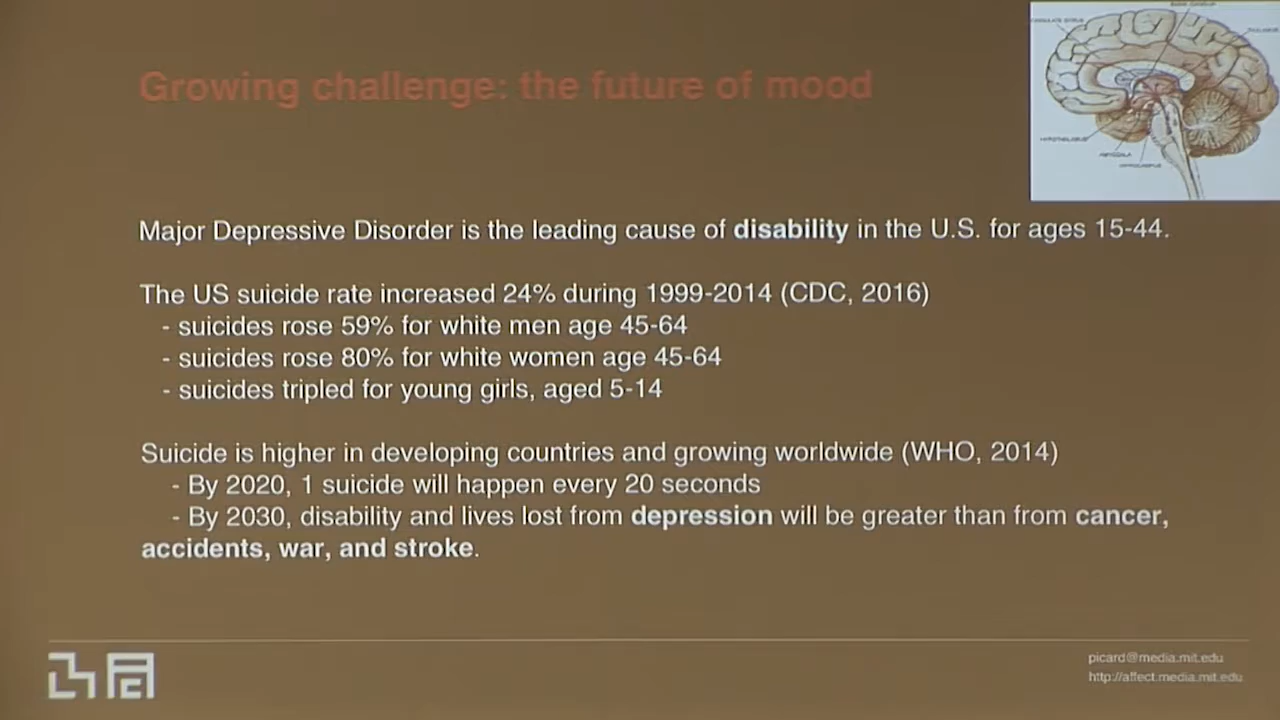 Growing challenge: the future of mood
HYPOTHALAMUS
AMYGDALA
HIPPOCAMPUS
Major Depressive Disorder is the leading cause of disability in the U.S. for ages 15-44.
The US suicide rate increased 24% during 1999-2014 (CDC, 2016)
- suicides rose 59% for white men age 45-64
- suicides rose 80% for white women age 45-64
- suicides tripled for young girls, aged 5-14
Suicide is higher in developing countries and growing worldwide (WHO, 2014)
- By 2020, 1 suicide will happen every 20 seconds
- By 2030, disability and lives lost from depression will be greater than from cancer,
accidents, war, and stroke.
picard@media.mit.edu
http://affect.media.mit.edu